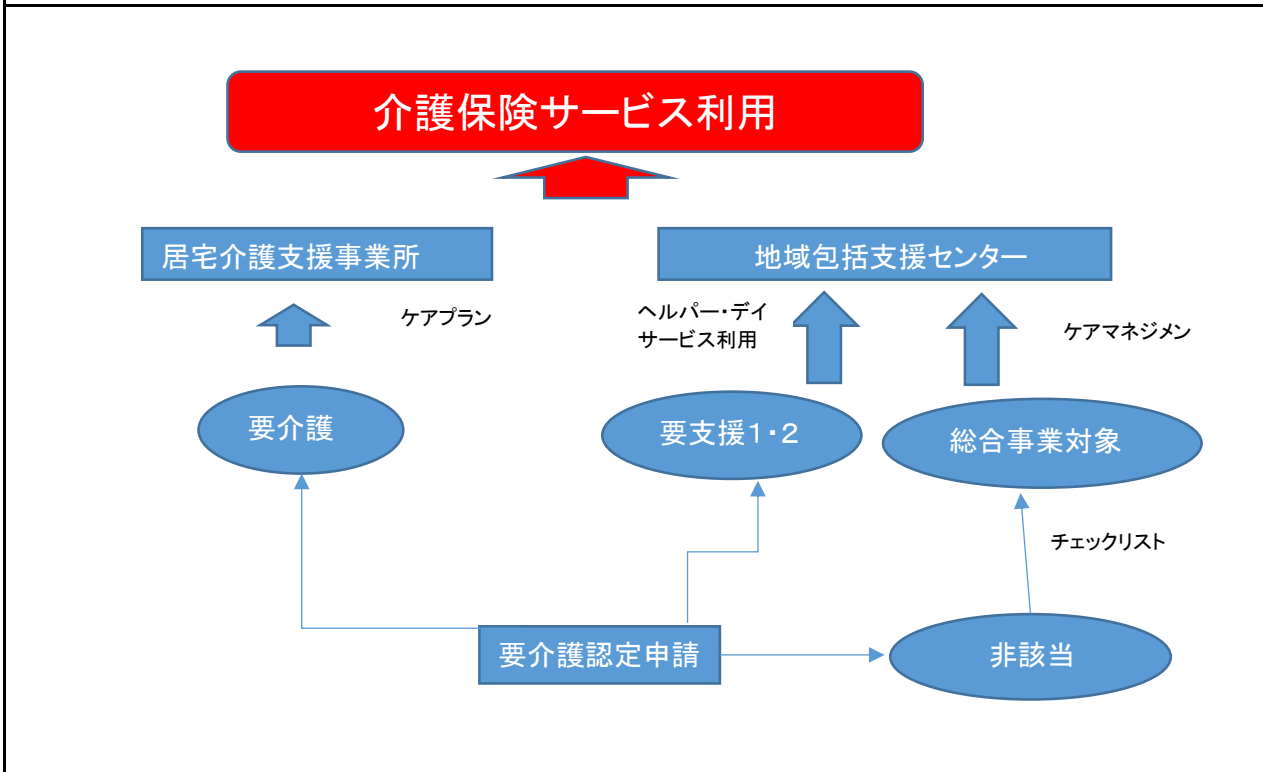 介護保険サービス利用
居宅介護支援事業所
地域包括支援センター
ケアプラン
ヘルパー・デイ
サービス利用
ケアマネジメン
要介護
要支援1・2
総合事業対象
チェックリスト
要介護認定申請
非該当